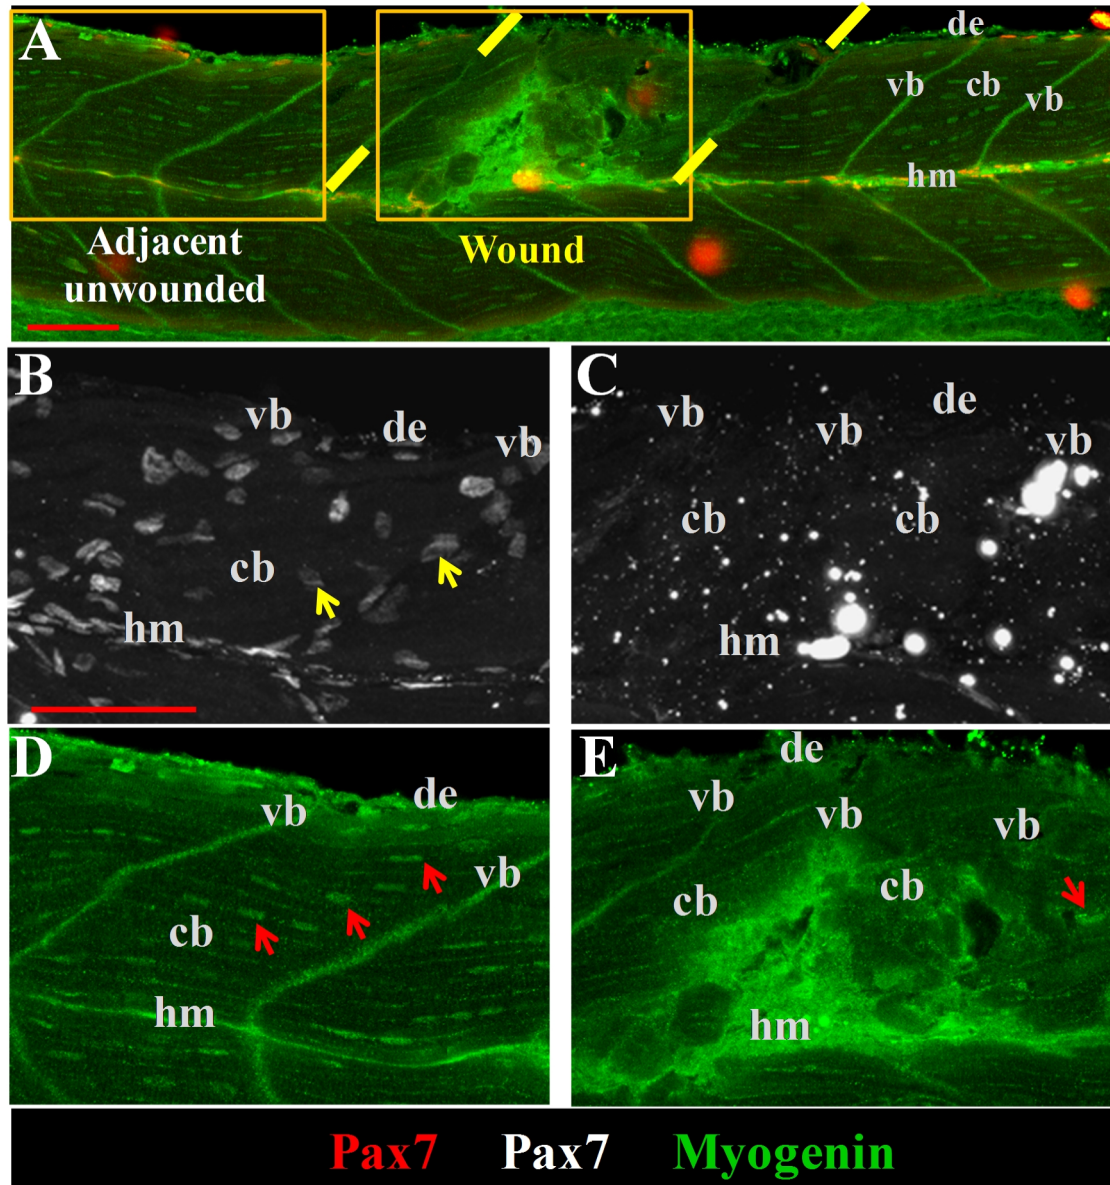 A
de
vb
cb
vb
hm
Adjacent
unwounded
Wound
B
vb
de
vb
cb
hm
C
vb
vb
de
vb
cb
cb
hm
D
vb
de
vb
cb
hm
E
de
vb
vb
vb
cb
cb
hm
Pax7 Pax7 Myogenin